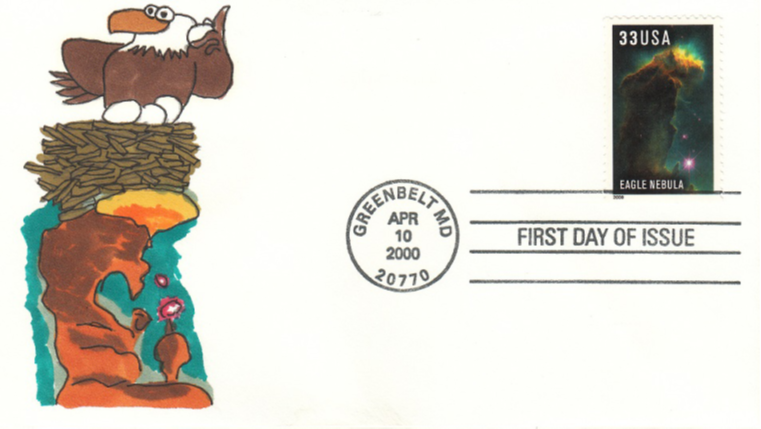 33USA
EAGLE NEBULA
2000
GREENBELT MD
APR
10
2000
20770
FIRST DAY OF ISSUE